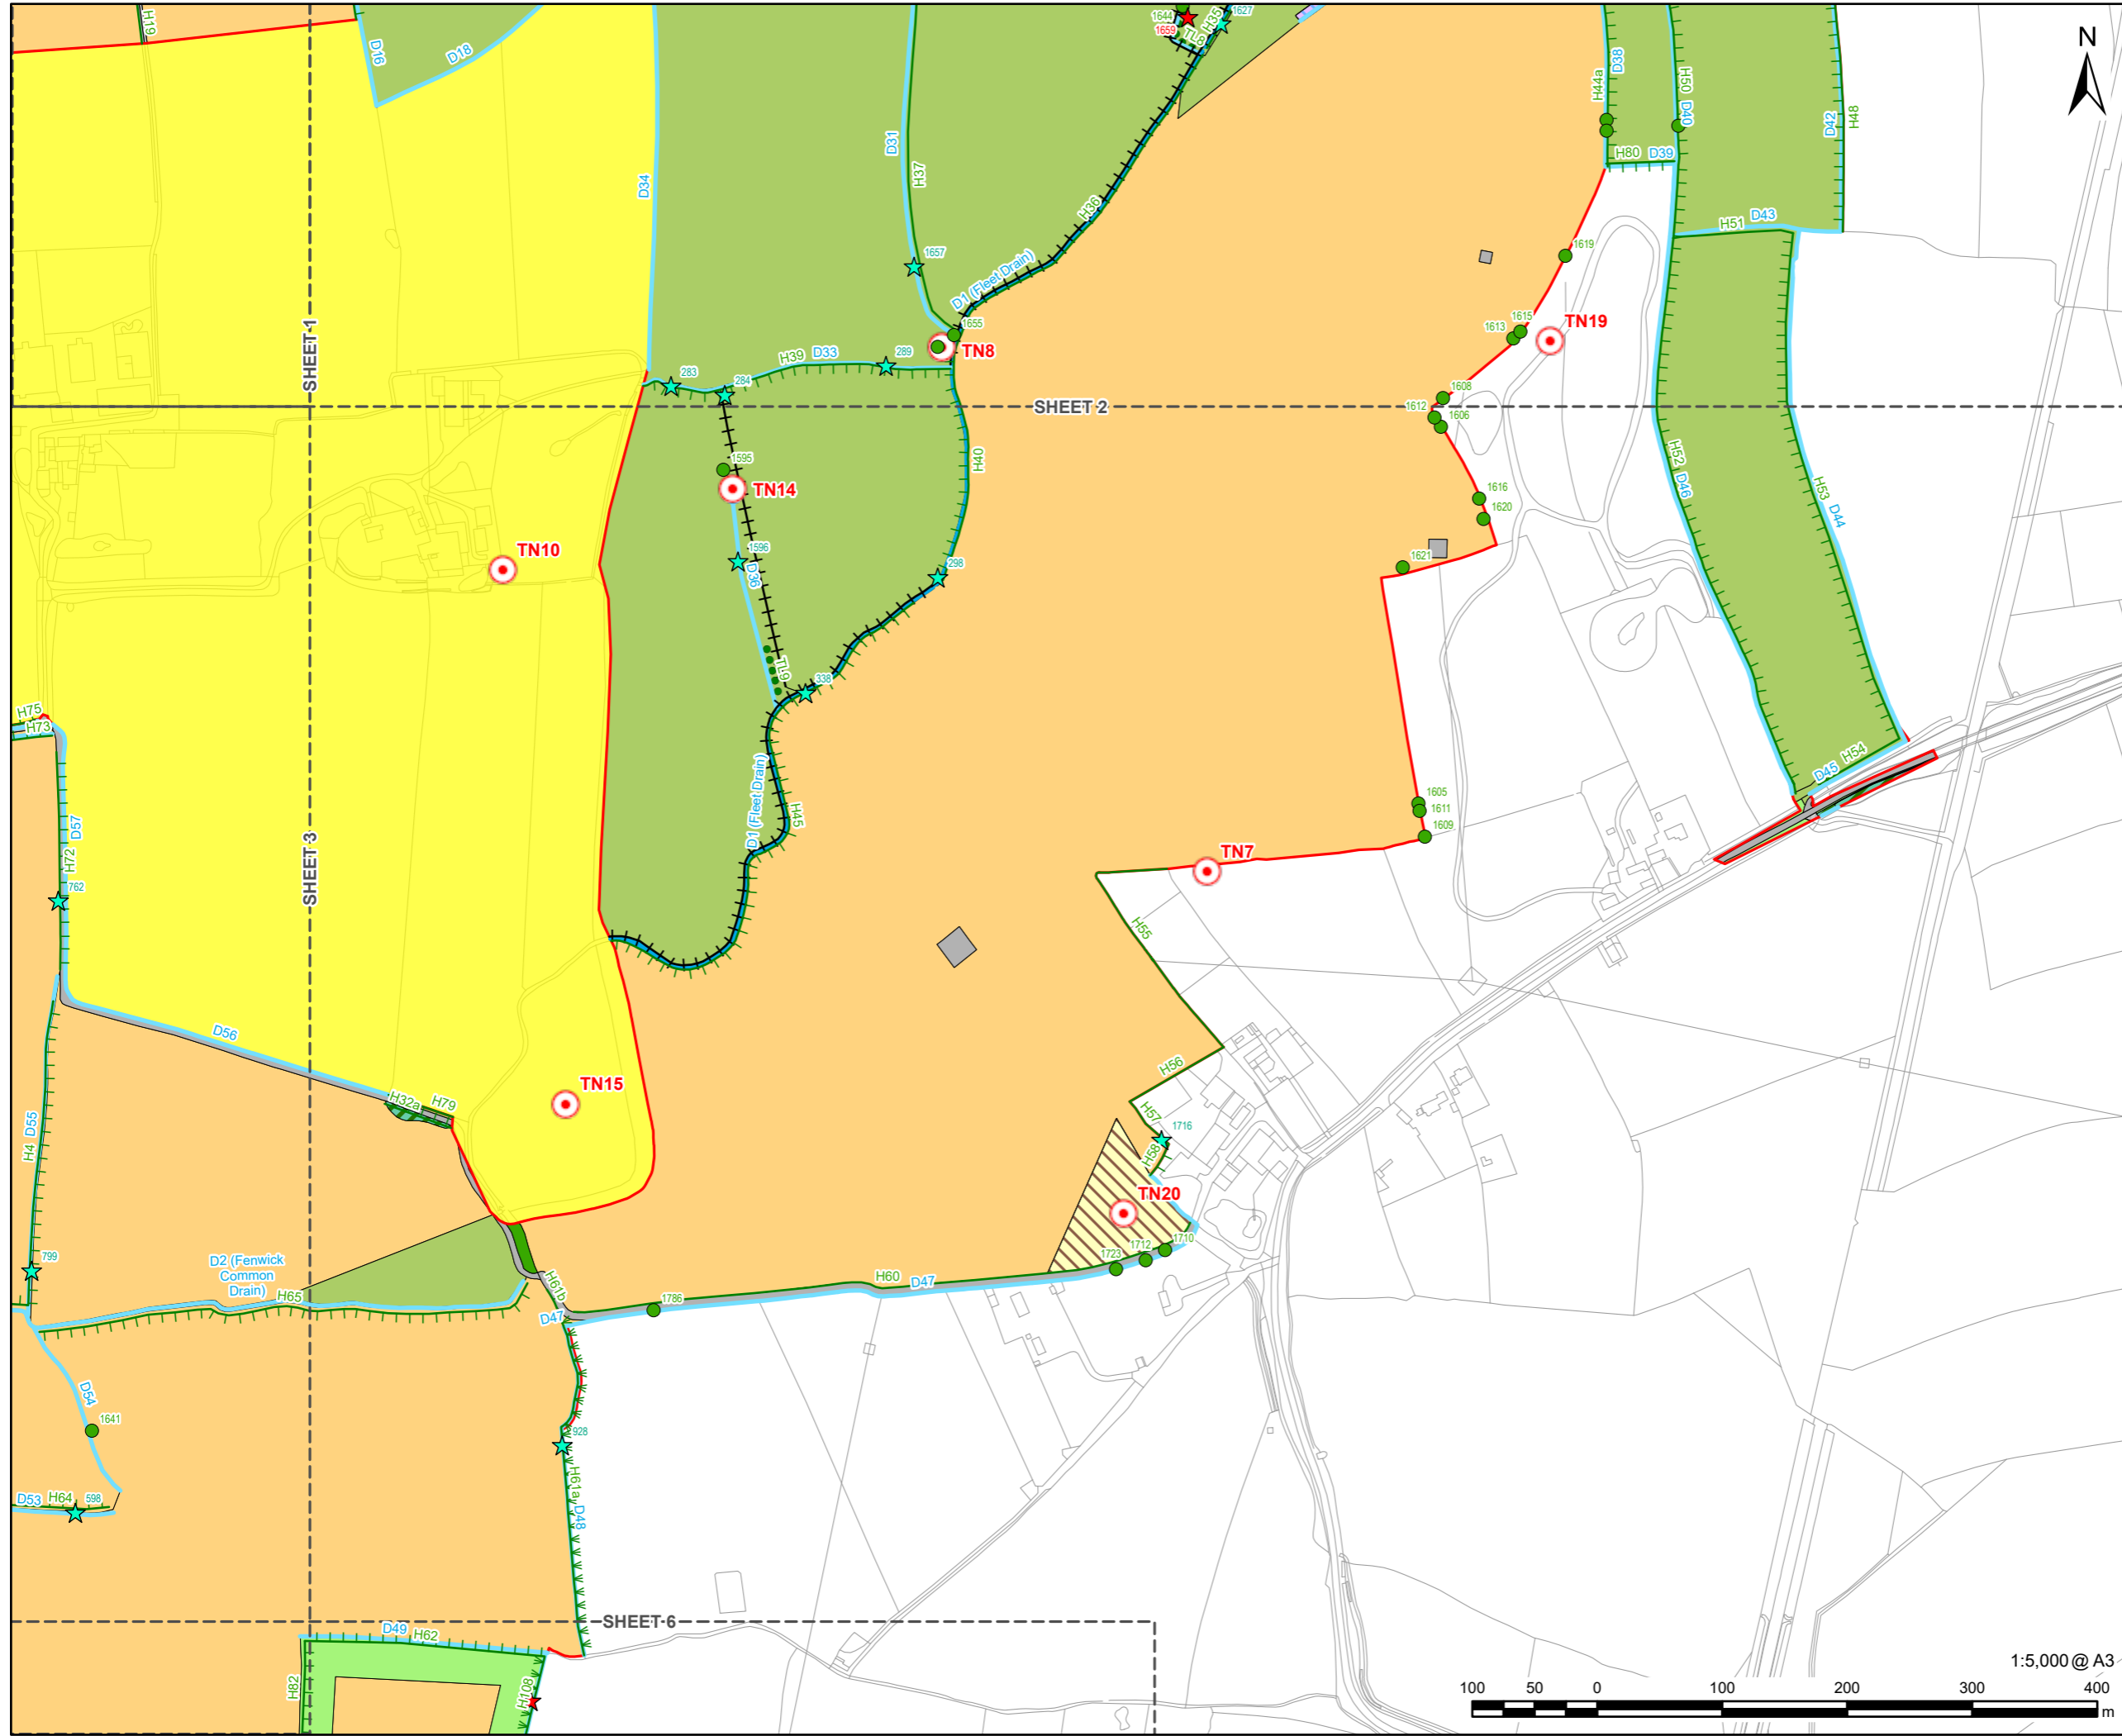 H19
D16
D18
1644
1659
TL8
H35
1627
D38
H44a
H50
D40
D42
H48
N
H80
D39
D31
H37
D34
H36
H51
D43
1657
D1 (Fleet Drain)
1619
SHEET 1
1655
TN8
1613
1615
TN19
H39
D33
289
283
284
SHEET 2
1608
1612
1606
H40
H52
D46
1595
TN14
1616
1620
H53
D44
TN10
1596
D36
298
1621
TL9
338
H75
H73
D57
H72
762
SHEET 3
D1 (Fleet Drain)
H45
1605
1611
1609
D45
H54
TN7
H55
D56
H32a
H79
TN15
H56
H57
1716
H58
D55
H4
TN20
799
D2 (Fenwick
Common
Drain)
H65
H61b
D47
1786
H60
D47
1723
1712
1710
D54
1641
928
H61a
D48
D53
H64
598
SHEET 6
D49
H62
H82
H108
1:5,000 @ A3
100 50 0 100 200 300 400
m